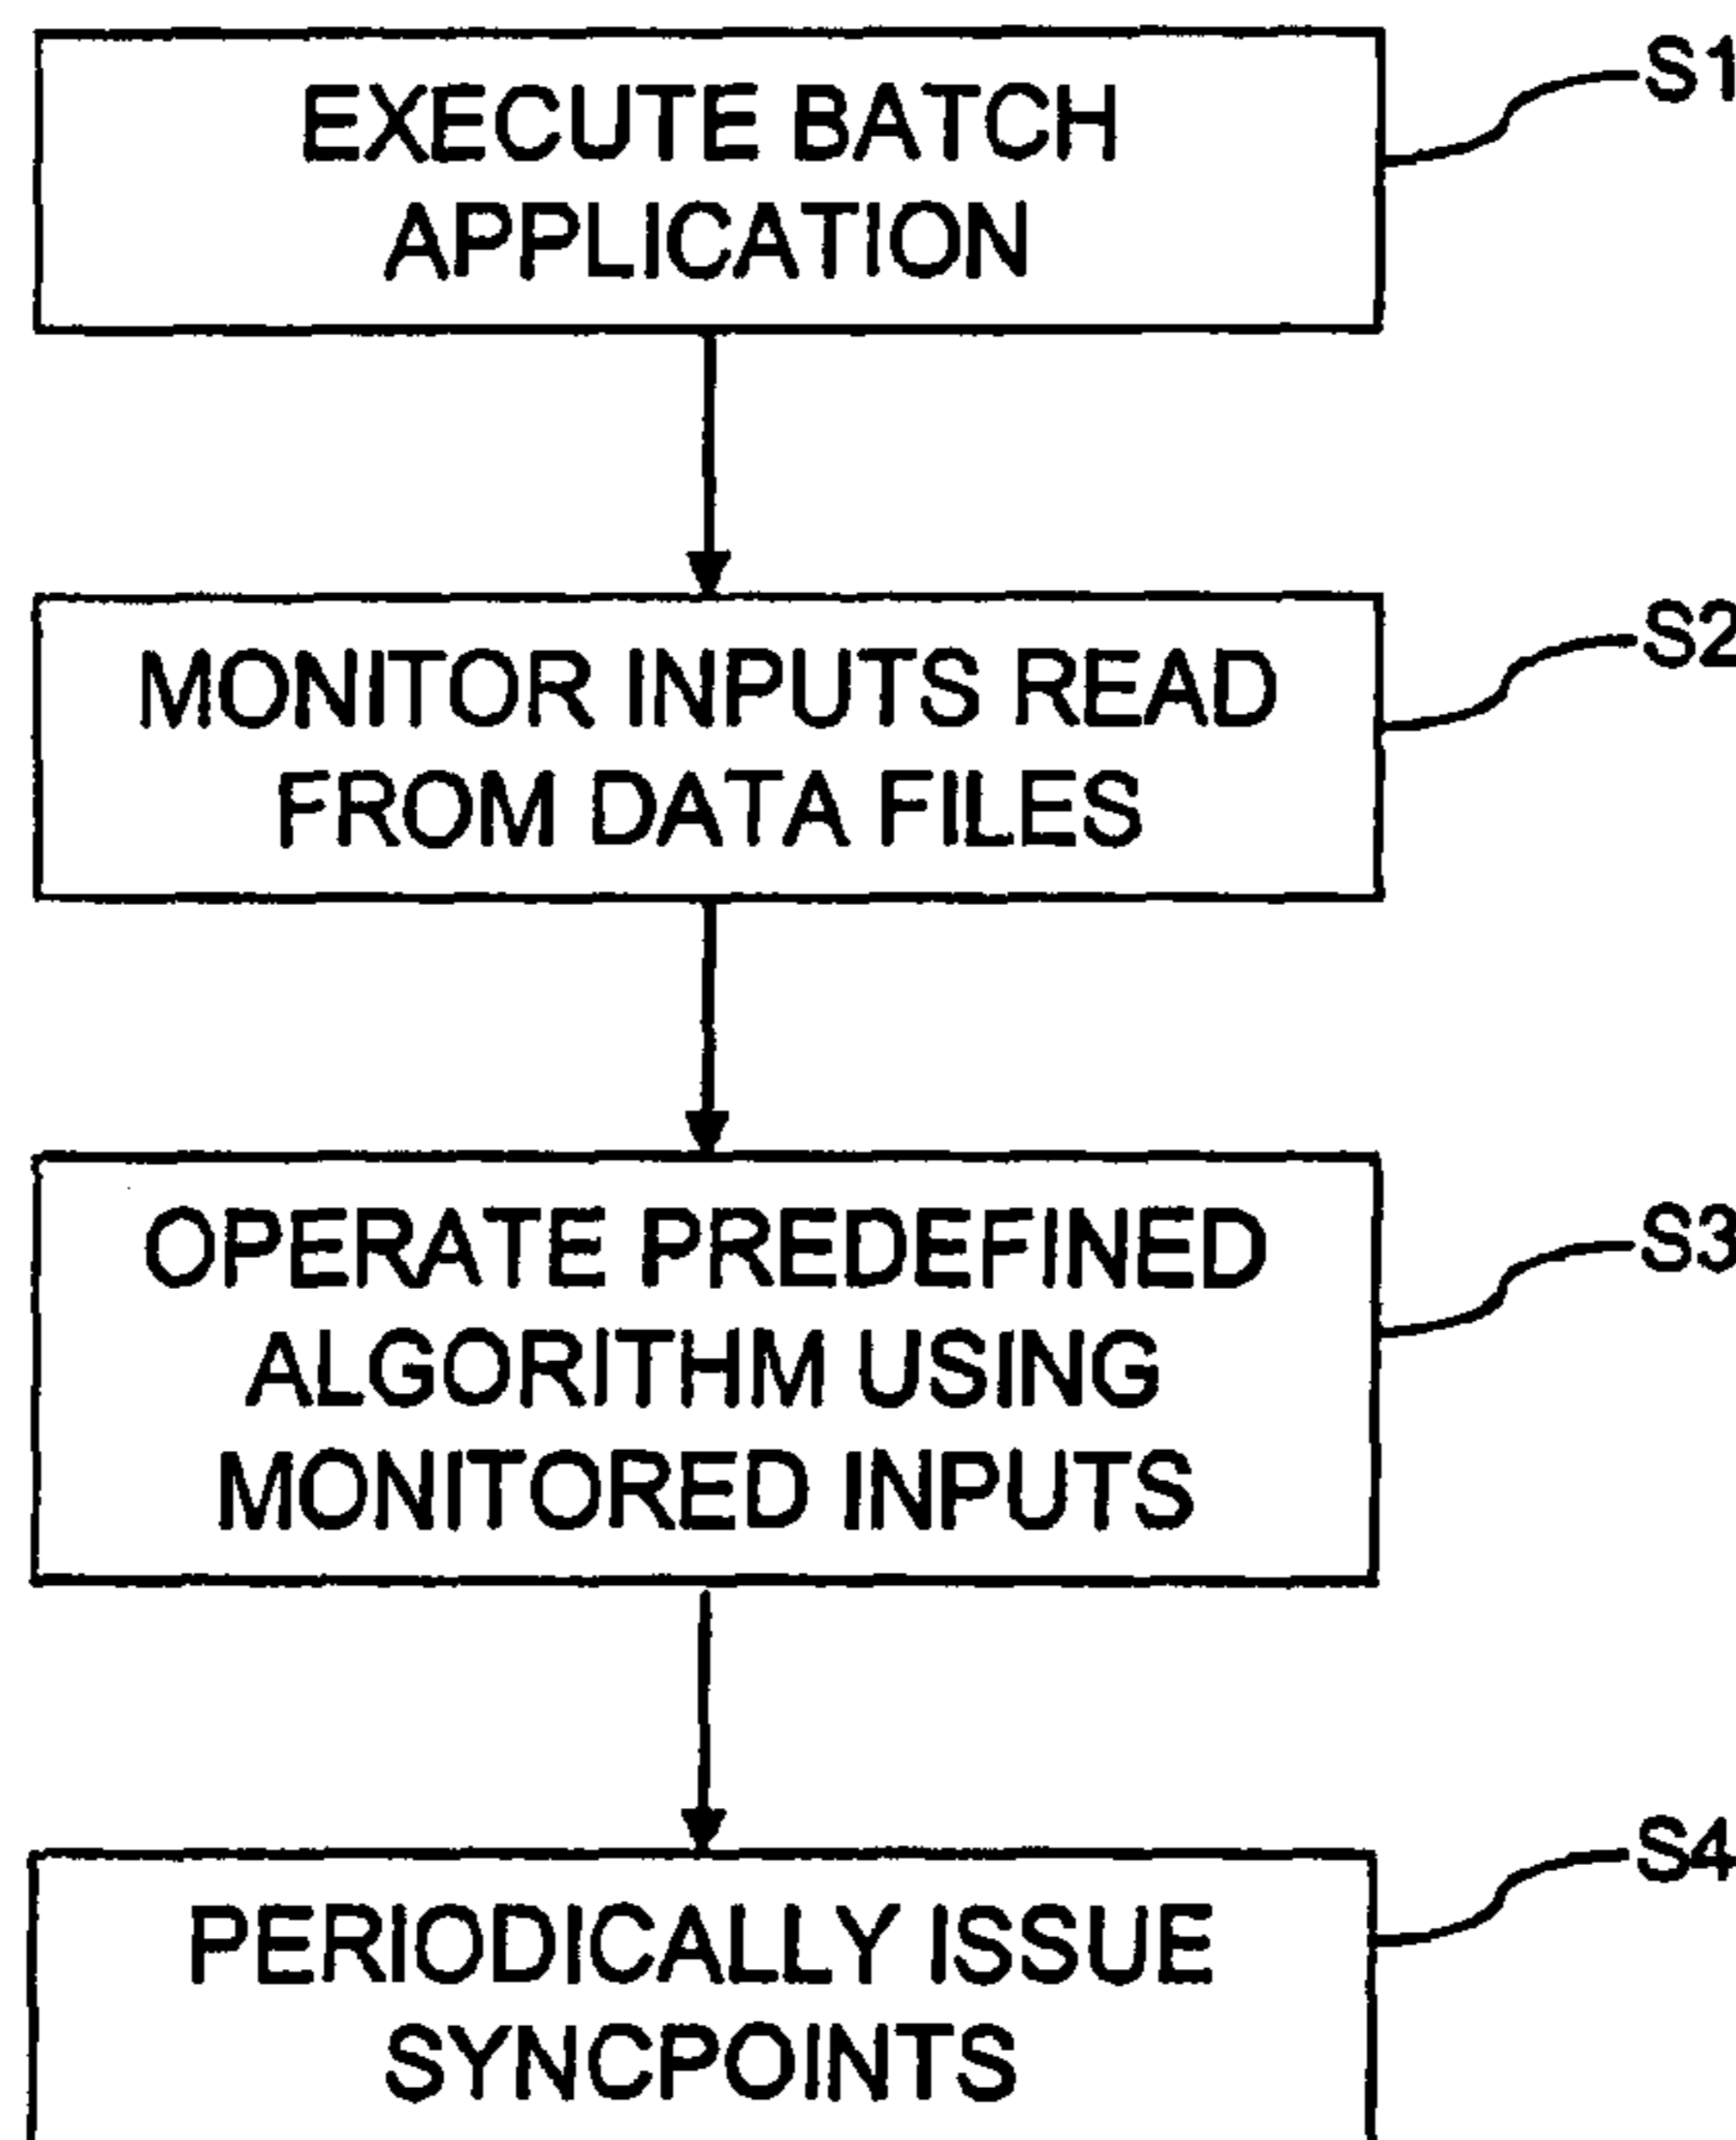 EXECUTE BATCH
APPLICATION
S1
MONITOR INPUTS READ
FROM DATA FILES
S2
OPERATE PREDEFINED
ALGORITHM USING
MONITORED INPUTS
S3
PERIODICALLY ISSUE
SYNCPOINTS
S4